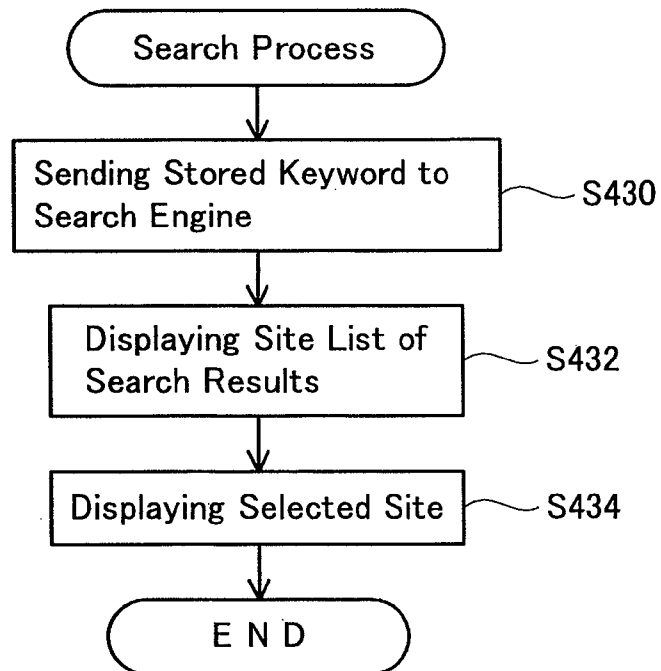 Search Process
Sending Stored Keyword to
Search Engine
S430
Displaying Site List of
Search Results
S432
Displaying Selected Site
S434
E N D